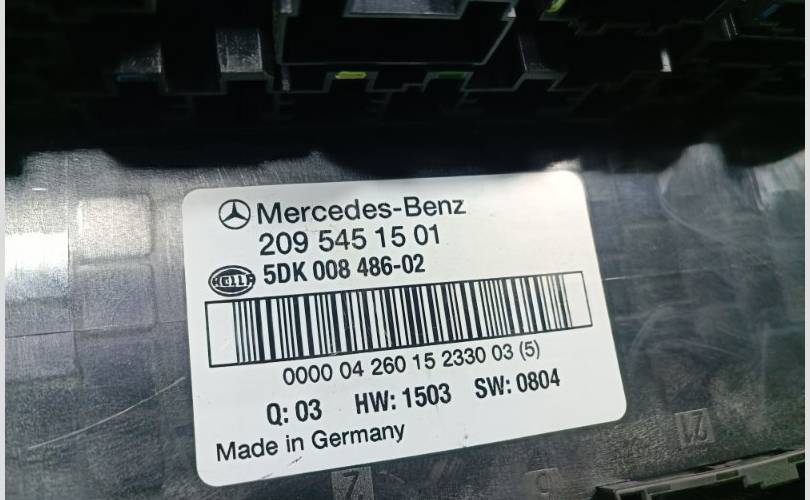 Mercedes-Benz
209 545 15 01
HELLA 5DK 008 486-02
0000 04 260 15 2330 03 (5)
Q: 03 HW: 1503 SW: 0804
Made in Germany
21